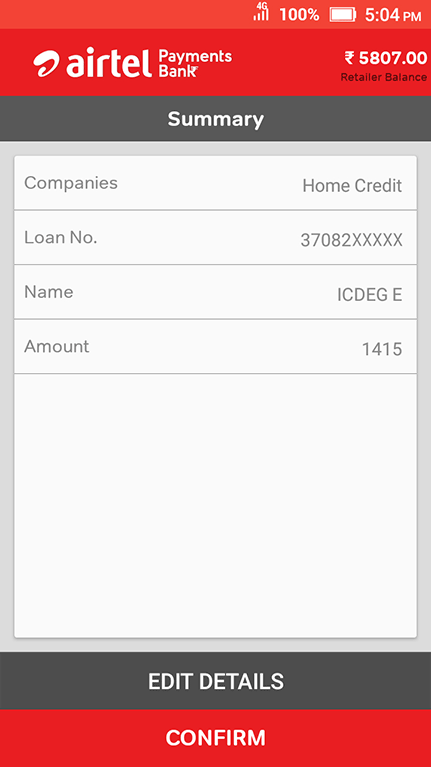 4G 100% 5:04 PM
airtel Payments Bank
₹ 5807.00
Retailer Balance
Summary
Companies Home Credit
Loan No. 37082XXXXX
Name ICDEG E
Amount 1415
EDIT DETAILS
CONFIRM